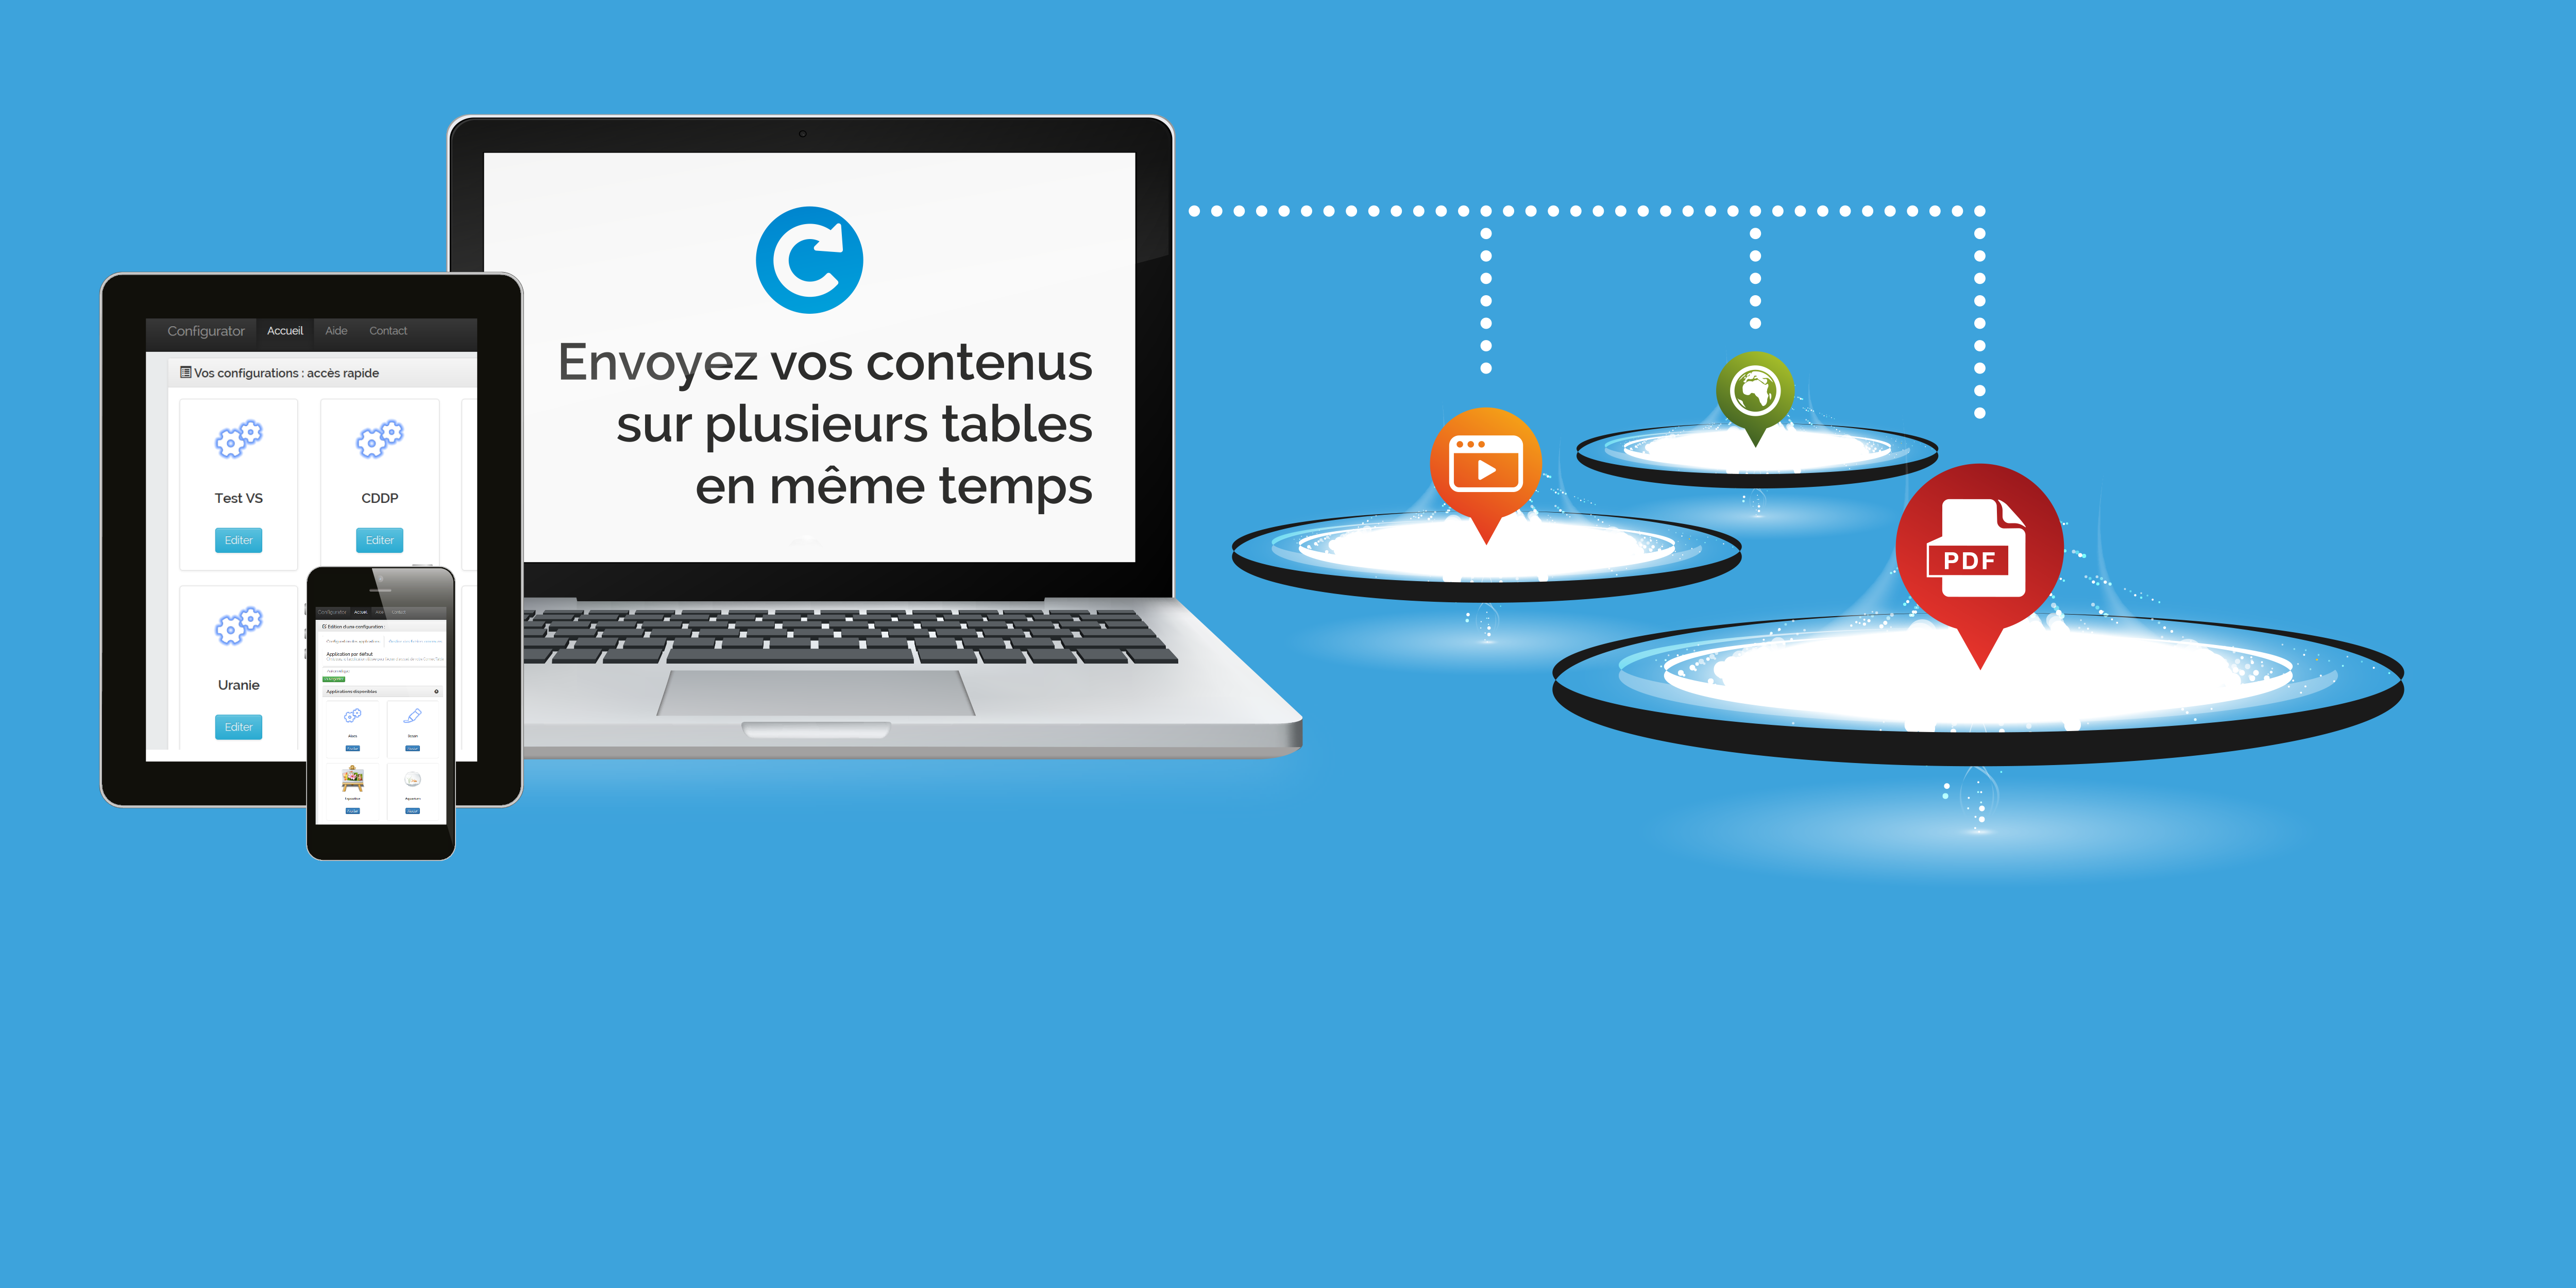 Envoyez vos contenus
sur plusieurs tables
en même temps
Configurator Accueil Aide Contact
Vos configurations : accès rapide
Test VS
CDDP
Editer
Editer
Uranie
Editer
Configurator Accueil Aide Contact
Edition d'une configuration :
Application par défaut
Applications disponibles
PDF